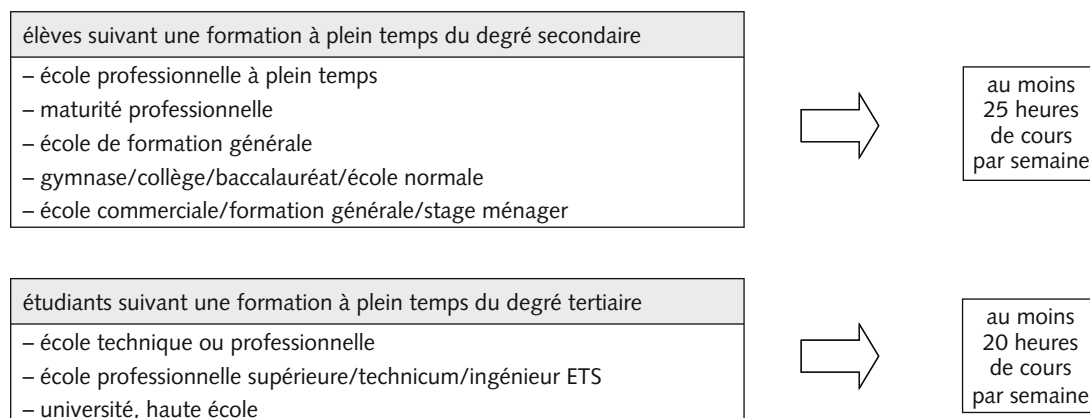 élèves suivant une formation à plein temps du degré secondaire
– école professionnelle à plein temps
– maturité professionnelle
– école de formation générale
– gymnase/collège/baccalauréat/école normale
– école commerciale/formation générale/stage ménager
au moins
25 heures
de cours
par semaine
étudiants suivant une formation à plein temps du degré tertiaire
– école technique ou professionnelle
– école professionnelle supérieure/technicum/ingénieur ETS
– université, haute école
au moins
20 heures
de cours
par semaine